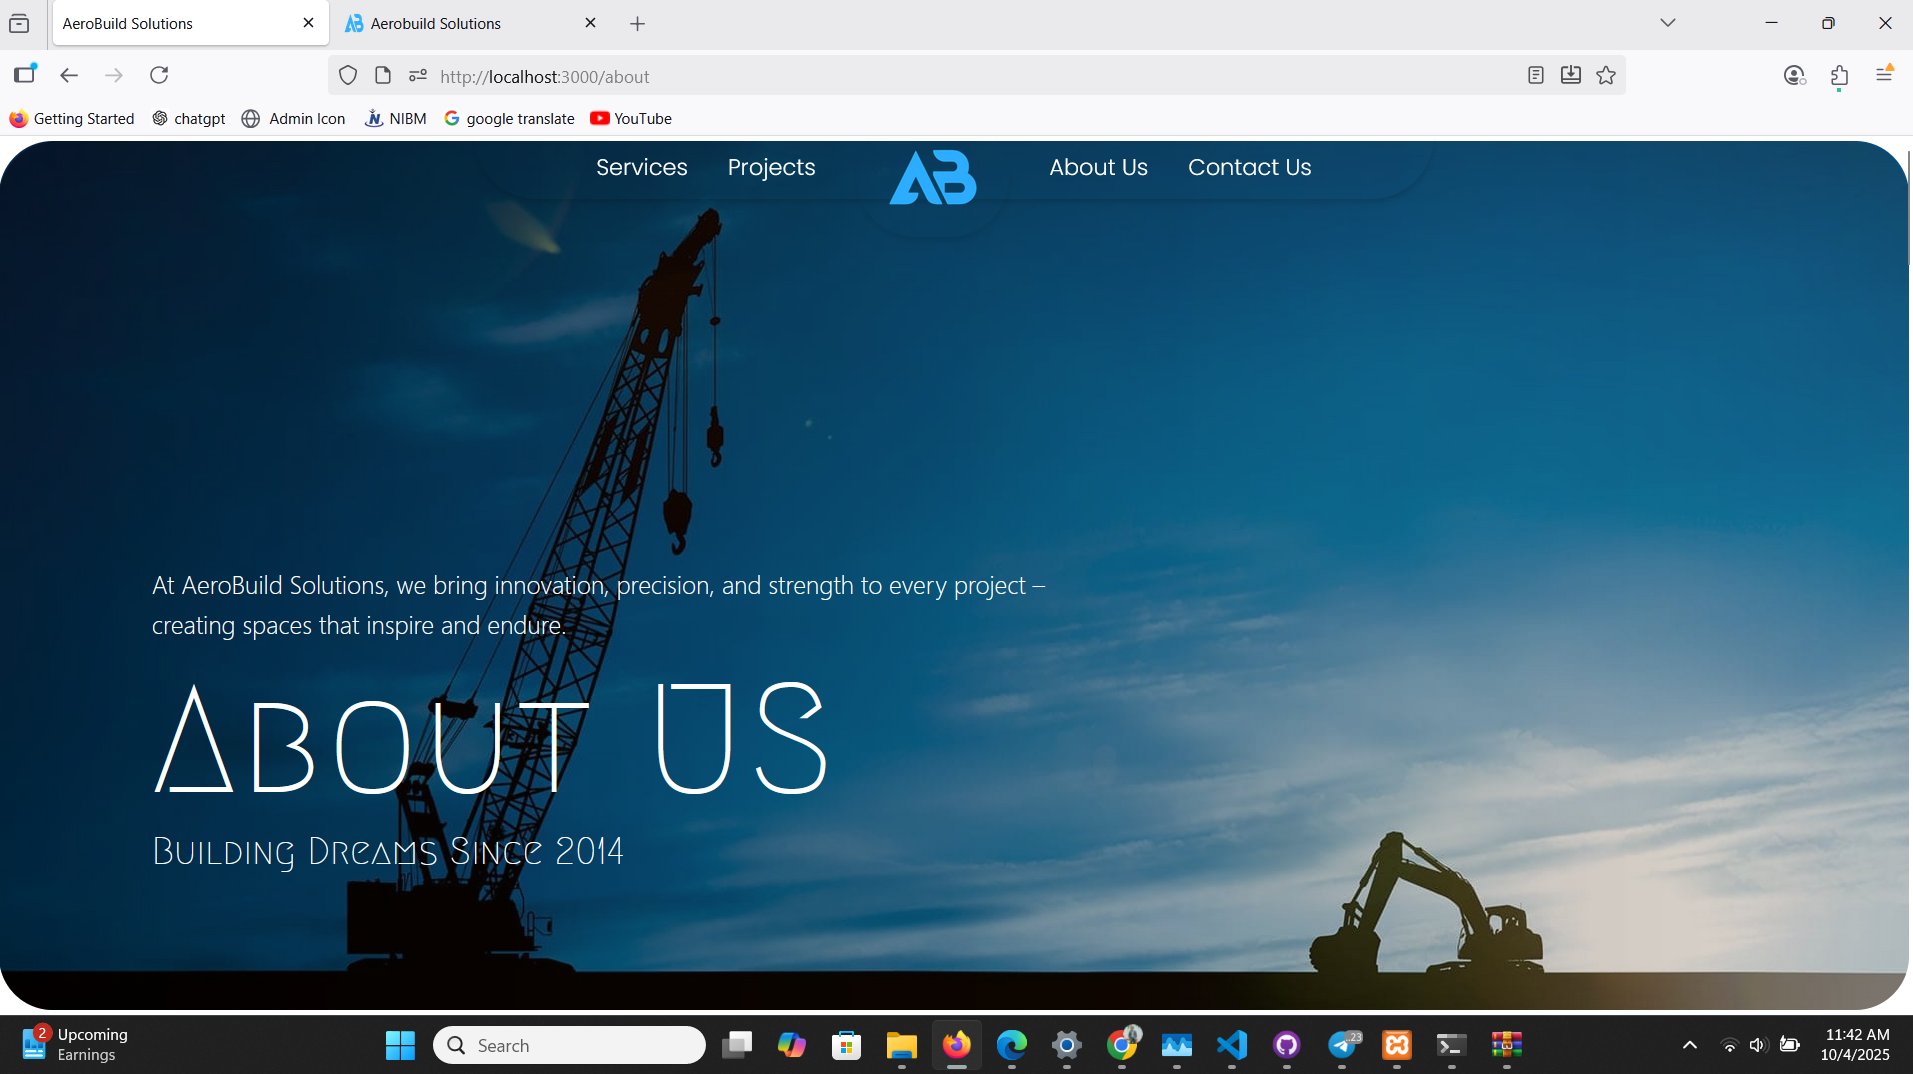 AeroBuild Solutions
Aerobuild Solutions
http://localhost:3000/about
Getting Started
chatgpt
Admin Icon
NIBM
google translate
YouTube
Services
Projects
AB
About Us
Contact Us
At AeroBuild Solutions, we bring innovation, precision, and strength to every project –
creating spaces that inspire and endure.
About US
Building Dreams Since 2014
2
Upcoming
Earnings
Search
23
11:42 AM
10/4/2025